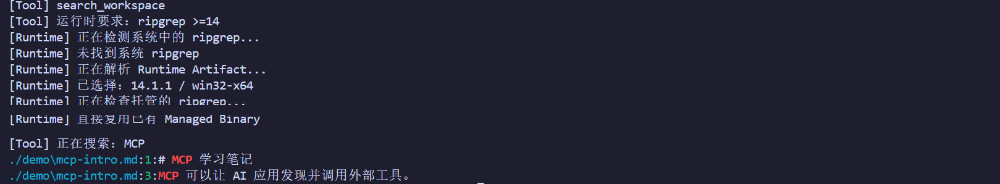 [Tool] search_workspace
[Tool] 运行时要求：ripgrep >=14
[Runtime] 正在检测系统中的 ripgrep...
[Runtime] 未找到系统 ripgrep
[Runtime] 正在解析 Runtime Artifact...
[Runtime] 已选择：14.1.1 / win32-x64
[Runtime] 正在检查托管的 ripgrep...
[Runtime] 直接复用已有 Managed Binary
[Tool] 正在搜索：MCP
./demo\mcp-intro.md:1:# MCP 学习笔记
./demo\mcp-intro.md:3:MCP 可以让 AI 应用发现并调用外部工具。